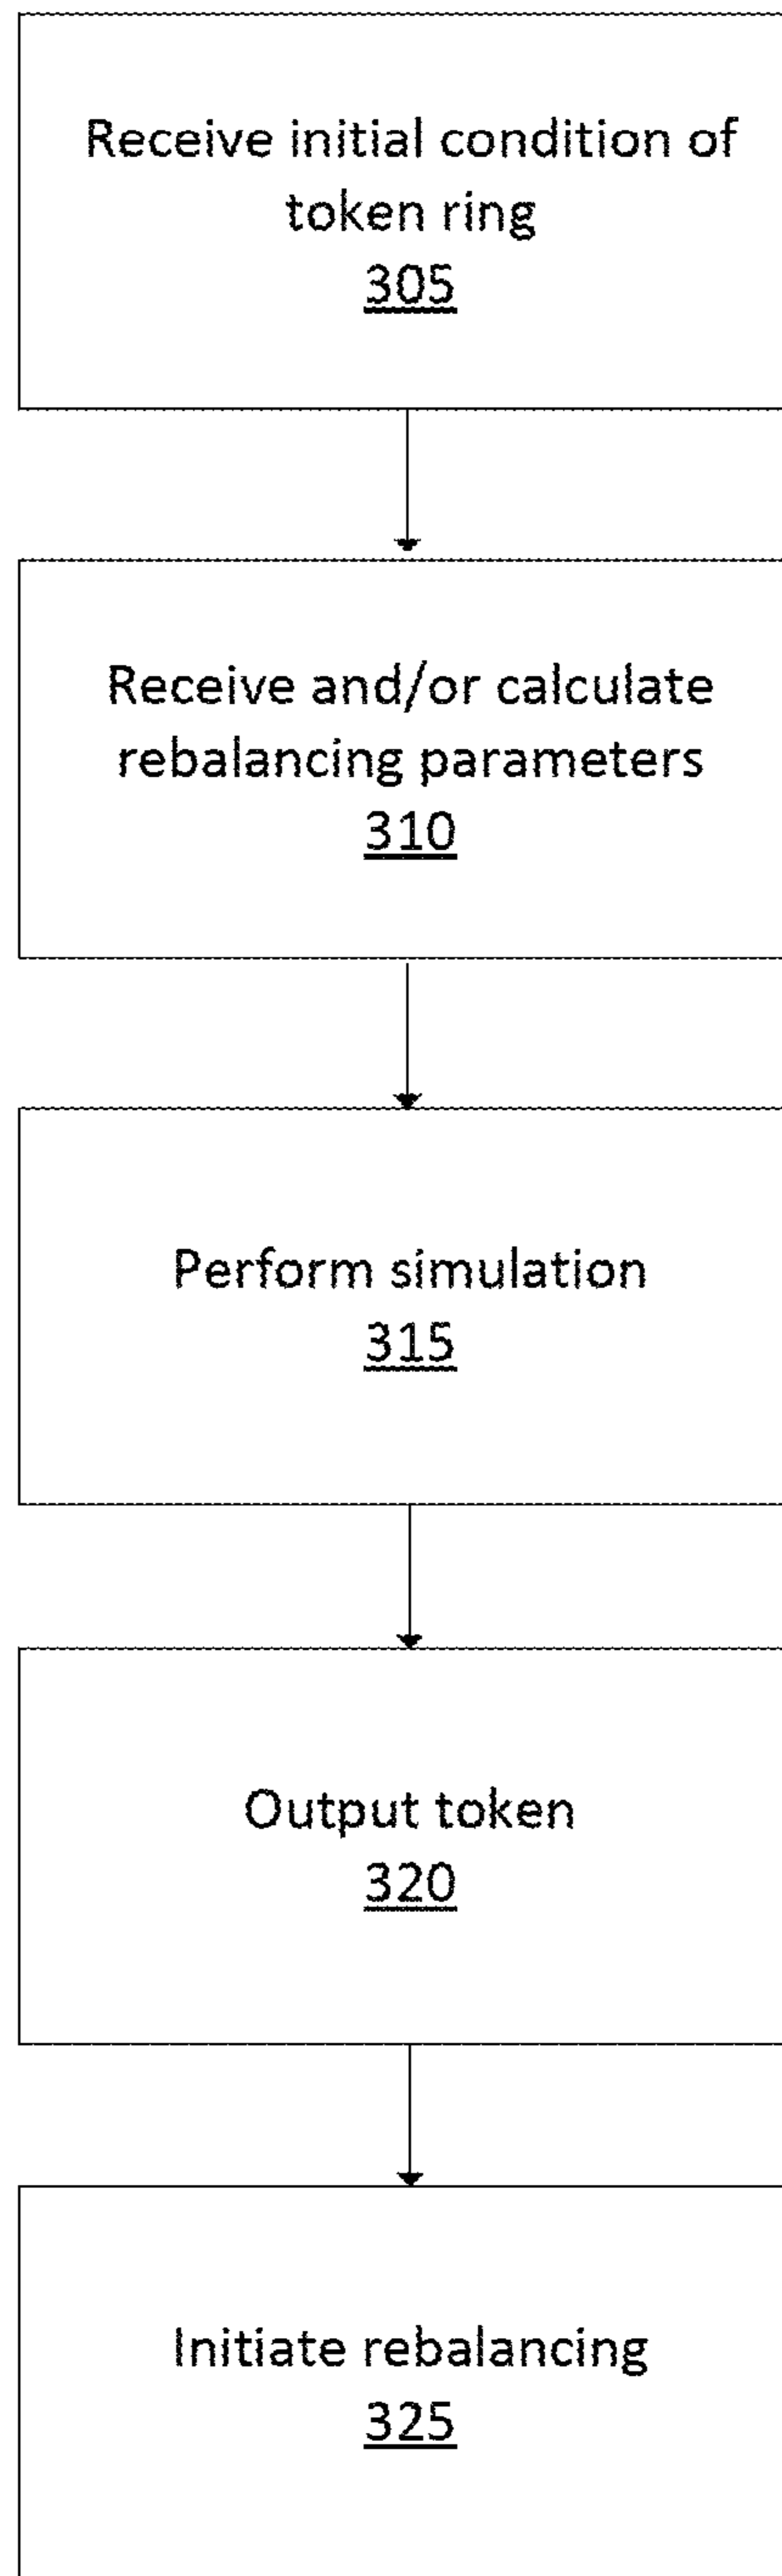 Receive initial condition of
token ring
305
Receive and/or calculate
rebalancing parameters
310
Perform simulation
315
Output token
320
Initiate rebalancing
325